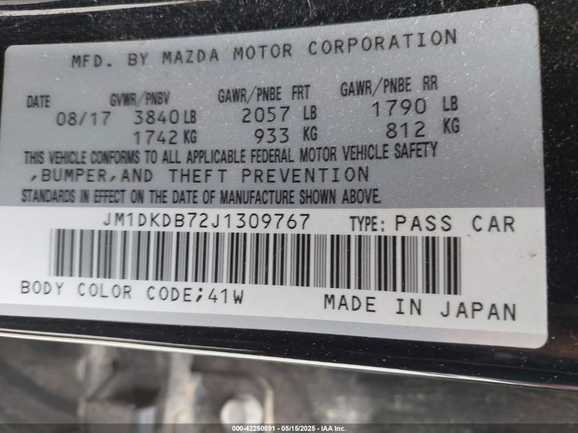 MFD. BY MAZDA MOTOR CORPORATION
DATE GVWR/PNBV GAWR/PNBE FRT GAWR/PNBE RR
08/17 3840 LB 2057 LB 1790 LB
1742 KG 933 KG 812 KG
THIS VEHICLE CONFORMS TO ALL APPLICABLE FEDERAL MOTOR VEHICLE SAFETY
,BUMPER,AND THEFT PREVENTION
STANDARDS IN EFFECT ON THE DATE OF MANUFACTURE SHOWN ABOVE.
JM1DKDB72J1309767 TYPE: PASS CAR
BODY COLOR CODE;41W MADE IN JAPAN
000-42250691 - 05/15/2025 - IAA Inc.